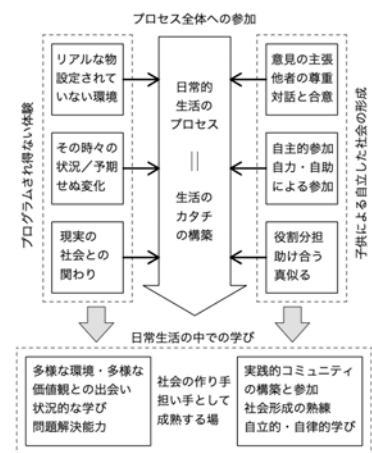 プロセス全体への参加
プログラムされ得ない体験
リアルな物
設定されて
いない環境
その時々の
状況／予期
せぬ変化
現実の
社会との
関わり
日常的
生活の
プロセス
||
生活の
カタチ
の構築
意見の主張
他者の尊重
対話と合意
自主的参加
自力・自助
による参加
役割分担
助け合う
真似る
子供による自立した社会の形成
日常生活の中での学び
多様な環境・多様な
価値観との出会い
状況的な学び
問題解決能力
社会の作り手
担い手として
成熟する場
実践的コミュニティ
の構築と参加
社会形成の熟練
自立的・自律的学び